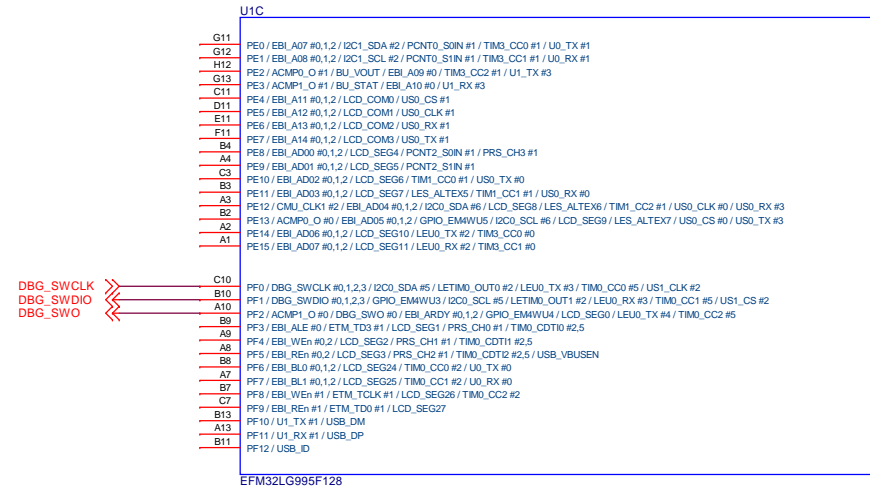 U1C
G11 PE0 / EBI_A07 #0,1,2 / I2C1_SDA #2 / PCNT0_S0IN #1 / TIM3_CC0 #1 / U0_TX #1
G12 PE1 / EBI_A08 #0,1,2 / I2C1_SCL #2 / PCNT0_S1IN #1 / TIM3_CC1 #1 / U0_RX #1
H12 PE2 / ACMP0_O #1 / BU_VOUT / EBI_A09 #0 / TIM3_CC2 #1 / U1_TX #3
G13 PE3 / ACMP1_O #1 / BU_STAT / EBI_A10 #0 / U1_RX #3
C11 PE4 / EBI_A11 #0,1,2 / LCD_COM0 / US0_CS #1
D11 PE5 / EBI_A12 #0,1,2 / LCD_COM1 / US0_CLK #1
E11 PE6 / EBI_A13 #0,1,2 / LCD_COM2 / US0_RX #1
F11 PE7 / EBI_A14 #0,1,2 / LCD_COM3 / US0_TX #1
B4 PE8 / EBI_AD00 #0,1,2 / LCD_SEG4 / PCNT2_S0IN #1 / PRS_CH3 #1
A4 PE9 / EBI_AD01 #0,1,2 / LCD_SEG5 / PCNT2_S1IN #1
C3 PE10 / EBI_AD02 #0,1,2 / LCD_SEG6 / TIM1_CC0 #1 / US0_TX #0
B3 PE11 / EBI_AD03 #0,1,2 / LCD_SEG7 / LES_ALTEX5 / TIM1_CC1 #1 / US0_RX #0
A3 PE12 / CMU_CLK1 #2 / EBI_AD04 #0,1,2 / I2C0_SDA #6 / LCD_SEG8 / LES_ALTEX6 / TIM1_CC2 #1 / US0_CLK #0 / US0_RX #3
B2 PE13 / ACMP0_O #0 / EBI_AD05 #0,1,2 / GPIO_EM4WU5 / I2C0_SCL #6 / LCD_SEG9 / LES_ALTEX7 / US0_CS #0 / US0_TX #3
A2 PE14 / EBI_AD06 #0,1,2 / LCD_SEG10 / LEU0_TX #2 / TIM3_CC0 #0
A1 PE15 / EBI_AD07 #0,1,2 / LCD_SEG11 / LEU0_RX #2 / TIM3_CC1 #0
DBG_SWCLK C10 PF0 / DBG_SWCLK #0,1,2,3 / I2C0_SDA #5 / LETIM0_OUT0 #2 / LEU0_TX #3 / TIM0_CC0 #5 / US1_CLK #2
DBG_SWDIO B10 PF1 / DBG_SWDIO #0,1,2,3 / GPIO_EM4WU3 / I2C0_SCL #5 / LETIM0_OUT1 #2 / LEU0_RX #3 / TIM0_CC1 #5 / US1_CS #2
DBG_SWO A10 PF2 / ACMP1_O #0 / DBG_SWO #0 / EBI_ARDY #0,1,2 / GPIO_EM4WU4 / LCD_SEG0 / LEU0_TX #4 / TIM0_CC2 #5
B9 PF3 / EBI_ALE #0 / ETM_TD3 #1 / LCD_SEG1 / PRS_CH0 #1 / TIM0_CDTI0 #2,5
A9 PF4 / EBI_WEn #0,2 / LCD_SEG2 / PRS_CH1 #1 / TIM0_CDTI1 #2,5
A8 PF5 / EBI_REn #0,2 / LCD_SEG3 / PRS_CH2 #1 / TIM0_CDTI2 #2,5 / USB_VBUSEN
B8 PF6 / EBI_BL0 #0,1,2 / LCD_SEG24 / TIM0_CC0 #2 / U0_TX #0
A7 PF7 / EBI_BL1 #0,1,2 / LCD_SEG25 / TIM0_CC1 #2 / U0_RX #0
B7 PF8 / EBI_WEn #1 / ETM_TCLK #1 / LCD_SEG26 / TIM0_CC2 #2
C7 PF9 / EBI_REn #1 / ETM_TD0 #1 / LCD_SEG27
B13 PF10 / U1_TX #1 / USB_DM
A13 PF11 / U1_RX #1 / USB_DP
B11 PF12 / USB_ID
EFM32LG995F128